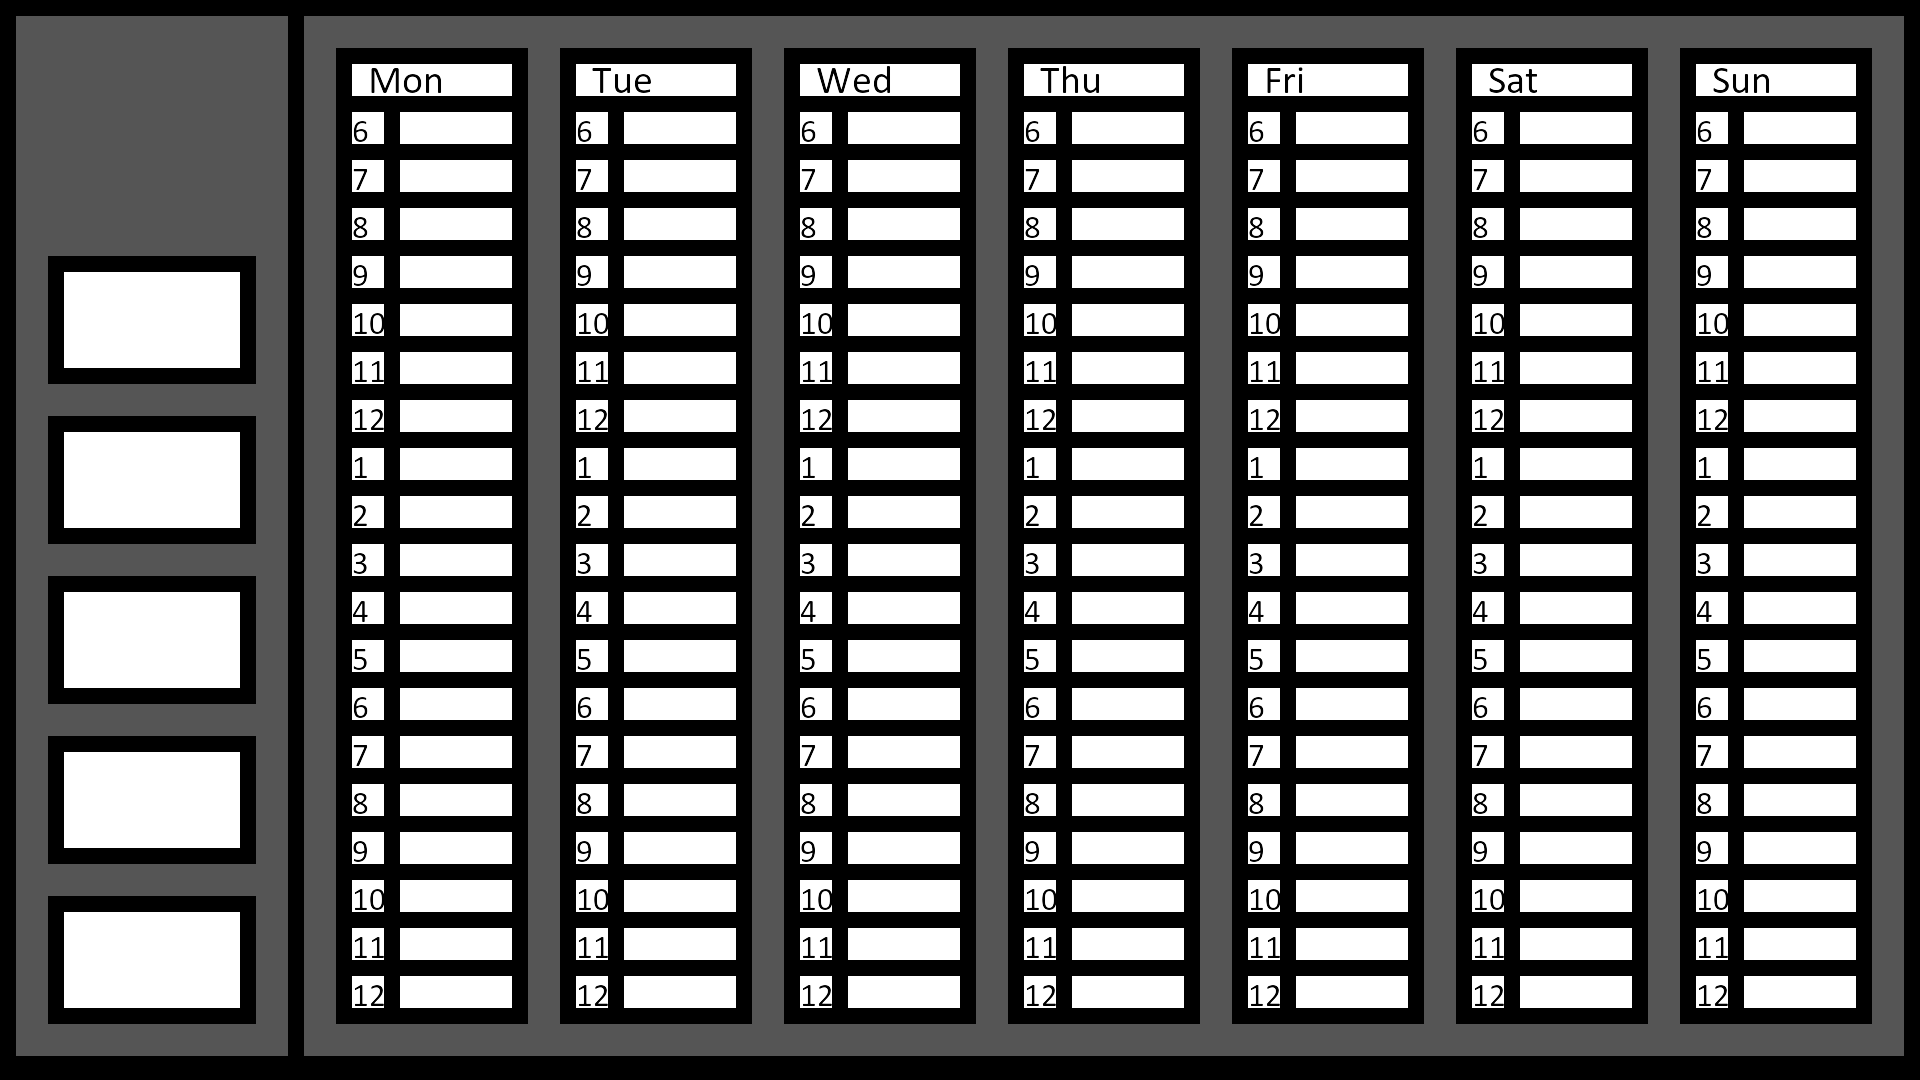 Mon Tue Wed Thu Fri Sat Sun
6 6 6 6 6 6 6
7 7 7 7 7 7 7
8 8 8 8 8 8 8
9 9 9 9 9 9 9
10 10 10 10 10 10 10
11 11 11 11 11 11 11
12 12 12 12 12 12 12
1 1 1 1 1 1 1
2 2 2 2 2 2 2
3 3 3 3 3 3 3
4 4 4 4 4 4 4
5 5 5 5 5 5 5
6 6 6 6 6 6 6
7 7 7 7 7 7 7
8 8 8 8 8 8 8
9 9 9 9 9 9 9
10 10 10 10 10 10 10
11 11 11 11 11 11 11
12 12 12 12 12 12 12